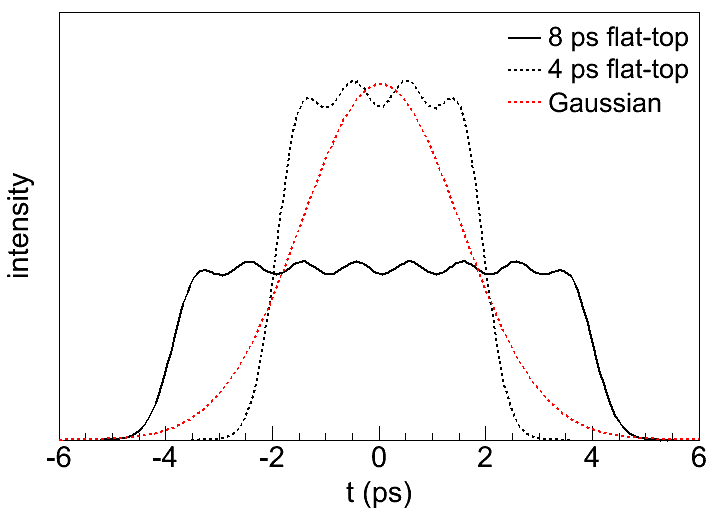 8 ps flat-top
4 ps flat-top
Gaussian
intensity
-6 -4 -2 0 2 4 6
t (ps)